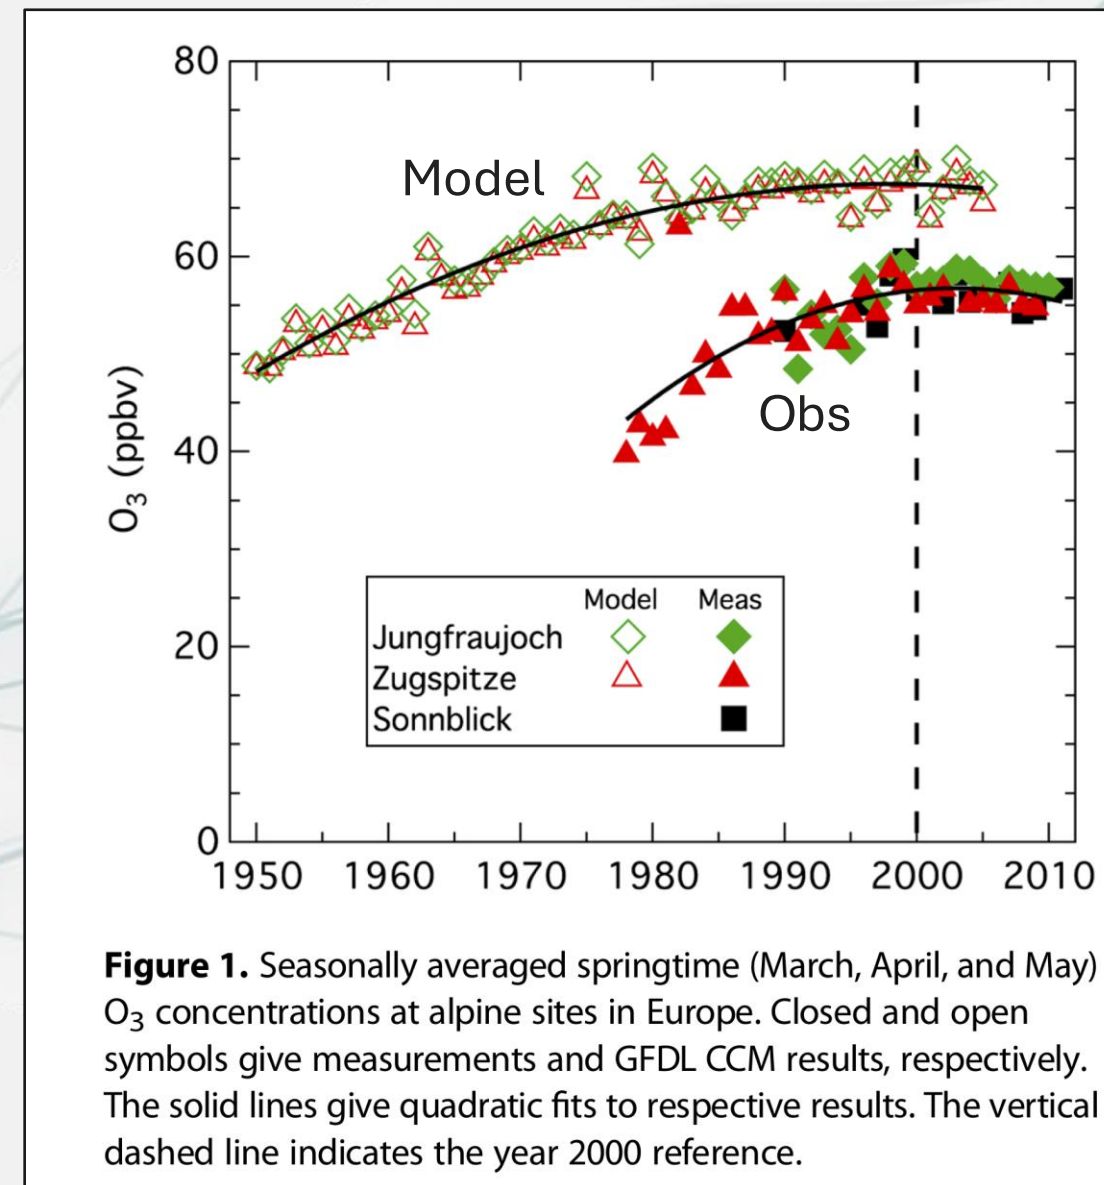 80
Model
60
O3 (ppbv)
40
Obs
Model Meas
Jungfraujoch
20
Zugspitze
Sonnblick
0
1950 1960 1970 1980 1990 2000 2010
Figure 1. Seasonally averaged springtime (March, April, and May)
O3 concentrations at alpine sites in Europe. Closed and open
symbols give measurements and GFDL CCM results, respectively.
The solid lines give quadratic fits to respective results. The vertical
dashed line indicates the year 2000 reference.